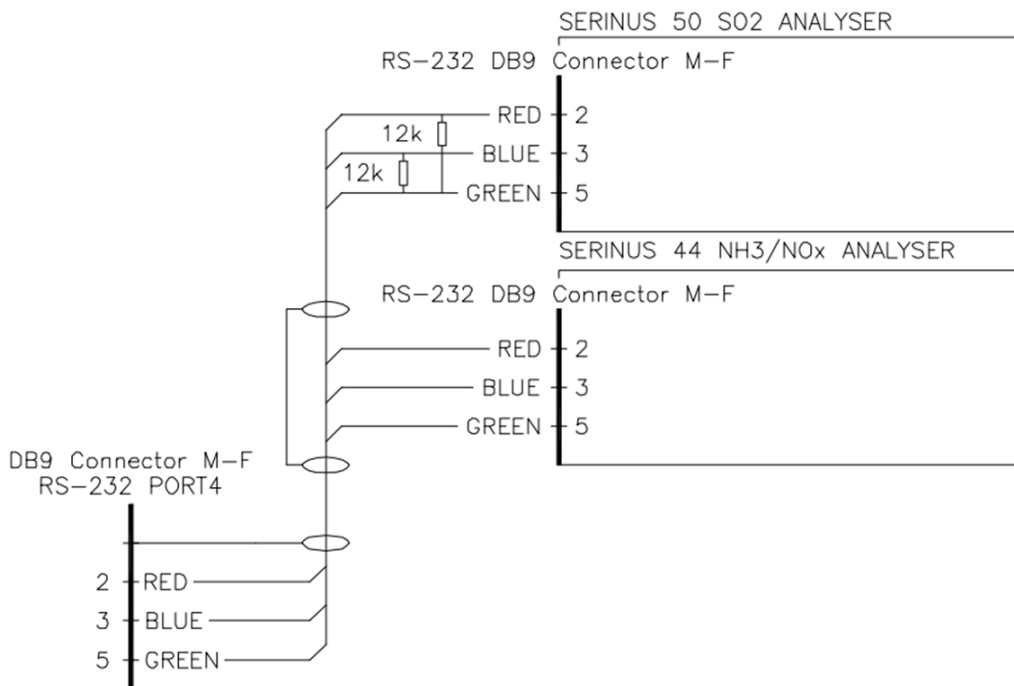 SERINUS 50 SO2 ANALYSER
RS-232 DB9 Connector M-F
RED 2
12k
BLUE 3
12k
GREEN 5
SERINUS 44 NH3/NOx ANALYSER
RS-232 DB9 Connector M-F
RED 2
BLUE 3
GREEN 5
DB9 Connector M-F
RS-232 PORT4
2 RED
3 BLUE
5 GREEN